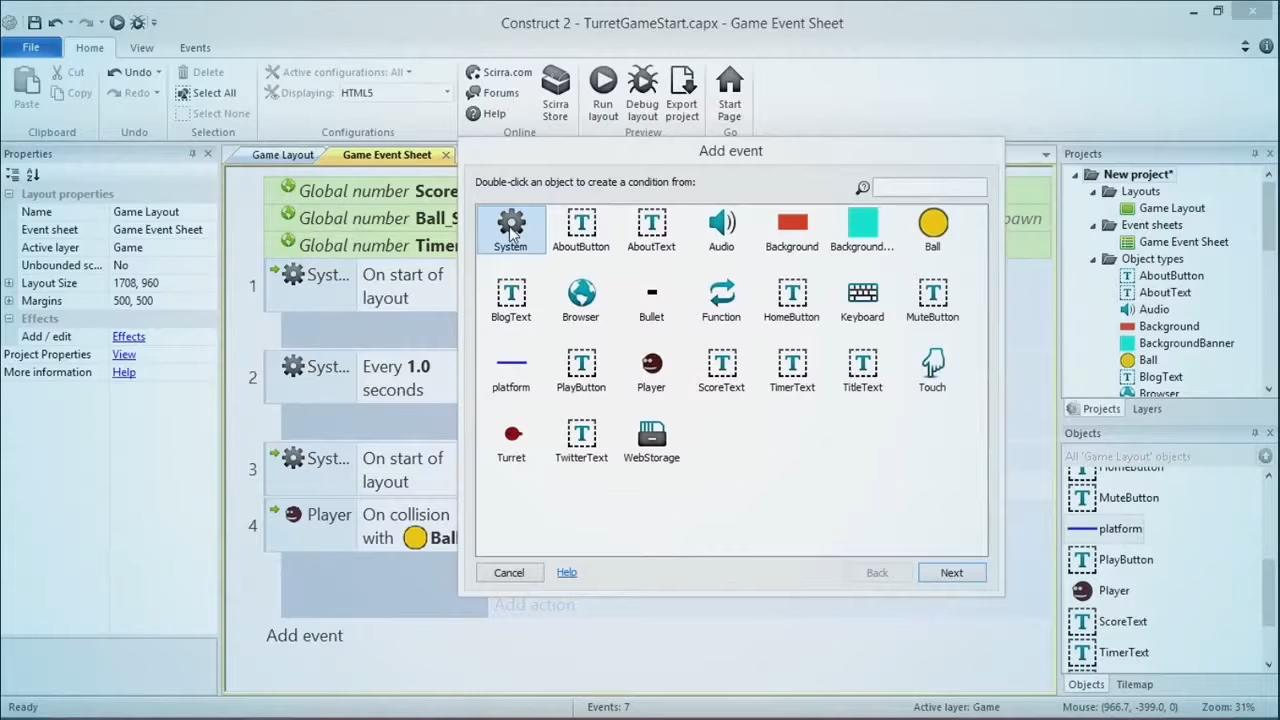 Construct 2 - TurretGameStart.capx - Game Event Sheet
File
Home
View
Events
Paste
Cut
Copy
Clipboard
Undo
Redo
Undo
Delete
Select All
Select None
Selection
Active configurations: All
Displaying: HTML5
Configurations
Scirra.com
Forums
Help
Scirra
Store
Online
Run
layout
Debug
layout
Export
project
Preview
Start
Page
Go
Properties
Layout properties
Name Game Layout
Event sheet Game Event Sheet
Active layer Game
Unbounded sc... No
Layout Size 1708, 960
Margins 500, 500
Effects
Add / edit Effects
Project Properties View
More information Help
Game Layout
Game Event Sheet
Global number Score
Global number Ball_S
Global number Timer
1 Syst... On start of
layout
2 Syst... Every 1.0
seconds
3 Syst... On start of
layout
4 Player On collision
with Ball
Add action
Add event
Add event
Double-click an object to create a condition from:
System
AboutButton
AboutText
Audio
Background
Background...
Ball
BlogText
Browser
Bullet
Function
HomeButton
Keyboard
MuteButton
platform
PlayButton
Player
ScoreText
TimerText
TitleText
Touch
Turret
TwitterText
WebStorage
Cancel
Help
Back
Next
Projects
New project*
Layouts
Game Layout
Event sheets
Game Event Sheet
Object types
AboutButton
AboutText
Audio
Background
BackgroundBanner
Ball
BlogText
Browser
Projects
Layers
Objects
All 'Game Layout' objects
HomeButton
MuteButton
platform
PlayButton
Player
ScoreText
TimerText
Objects
Tilemap
Ready
Events: 7
Active layer: Game
Mouse: (966.7, -399.0, 0)
Zoom: 31%